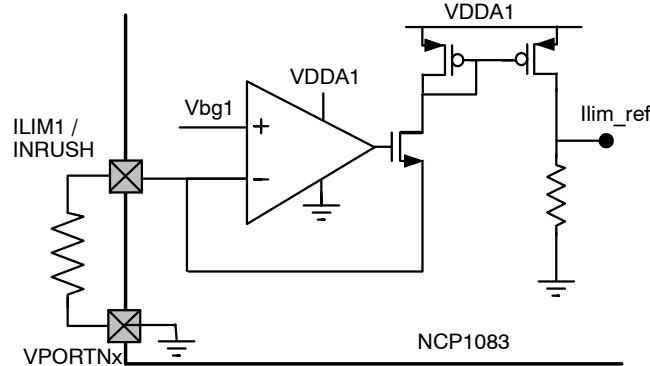 VDDA1
VDDA1
Vbg1
+
ILIM1 /
INRUSH
Ilim_ref
–
NCP1083
VPORTNx